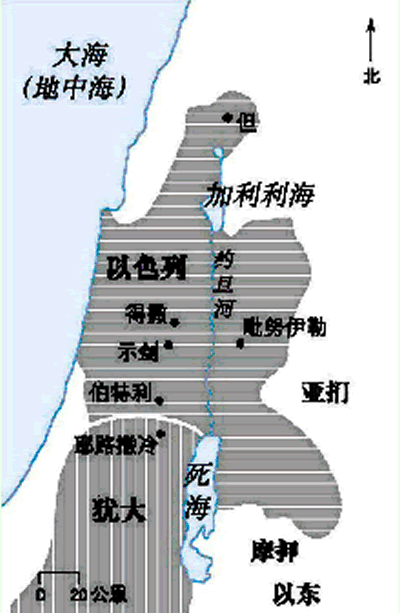 大海
(地中海)
北
但
加利利海
以色列
约旦河
得撒
毗努伊勒
示剑
伯特利
亚扪
耶路撒冷
死海
犹大
摩押
0 20 公里
以东